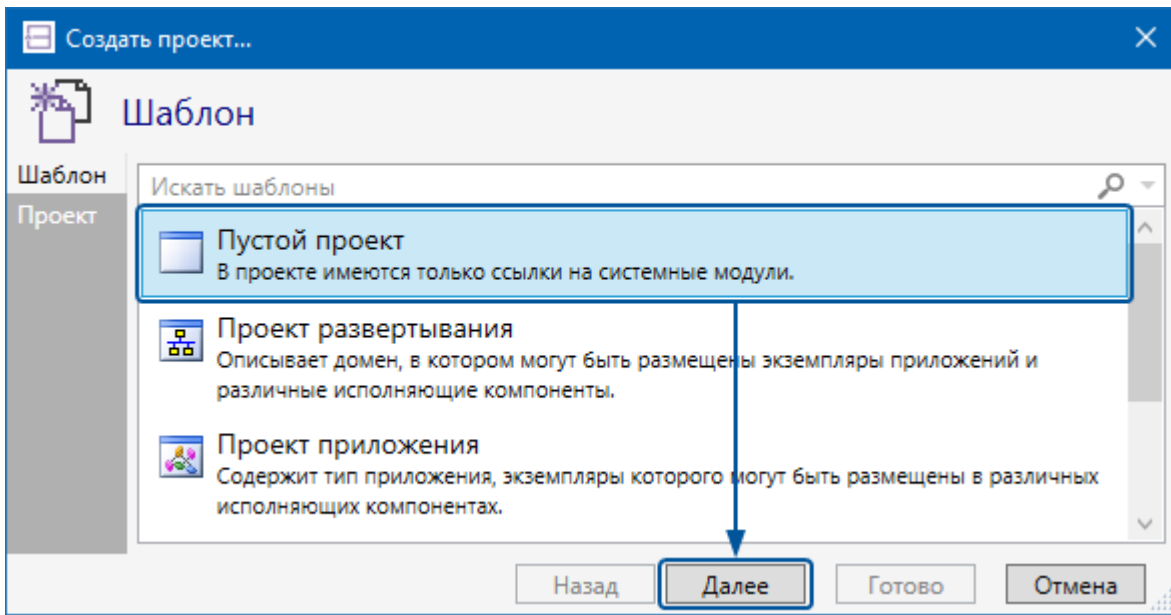 Создать проект...
Шаблон
Шаблон
Проект
Искать шаблоны
Пустой проект
В проекте имеются только ссылки на системные модули.
Проект развертывания
Описывает домен, в котором могут быть размещены экземпляры приложений и
различные исполняющие компоненты.
Проект приложения
Содержит тип приложения, экземпляры которого могут быть размещены в различных
исполняющих компонентах.
Назад Далее Готово Отмена